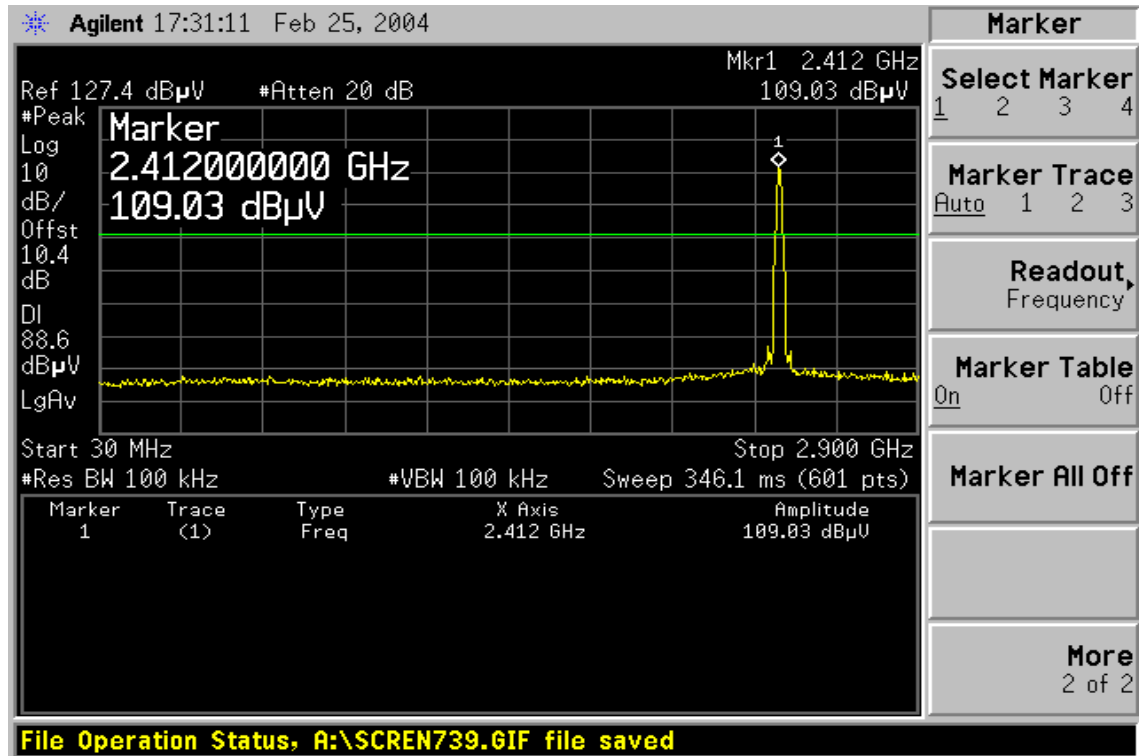 Agilent 17:31:11 Feb 25, 2004
Mkr1 2.412 GHz
Ref 127.4 dBµV #Atten 20 dB 109.03 dBµV
#Peak
Log
10
dB/
Offst
10.4
dB
DI
88.6
dBµV
LgAv
Marker
2.412000000 GHz
109.03 dBµV
1
Start 30 MHz Stop 2.900 GHz
#Res BW 100 kHz #VBW 100 kHz Sweep 346.1 ms (601 pts)
Marker Trace Type X Axis Amplitude
1 (1) Freq 2.412 GHz 109.03 dBµV
File Operation Status, A:\SCREN739.GIF file saved
Marker
Select Marker
1 2 3 4
Marker Trace
Auto 1 2 3
Readout
Frequency
Marker Table
On Off
Marker All Off
More
2 of 2